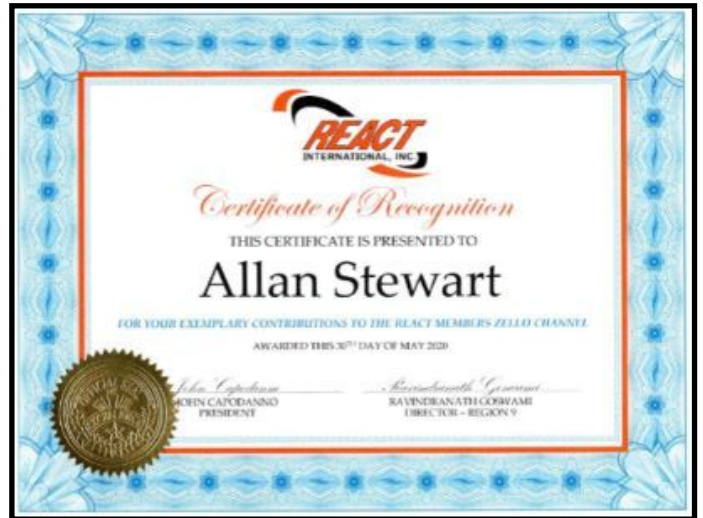 REACT
INTERNATIONAL, INC.
Certificate of Recognition
THIS CERTIFICATE IS PRESENTED TO
Allan Stewart
FOR YOUR EXEMPLARY CONTRIBUTIONS TO THE REACT MEMBERS ZELLO CHANNEL
AWARDED THIS 30TH DAY OF MAY 2020
John Capodanno
Ravindranath Goswami
JOHN CAPODANNO
RAVINDRANATH GOSWAMI
PRESIDENT
DIRECTOR – REGION 9